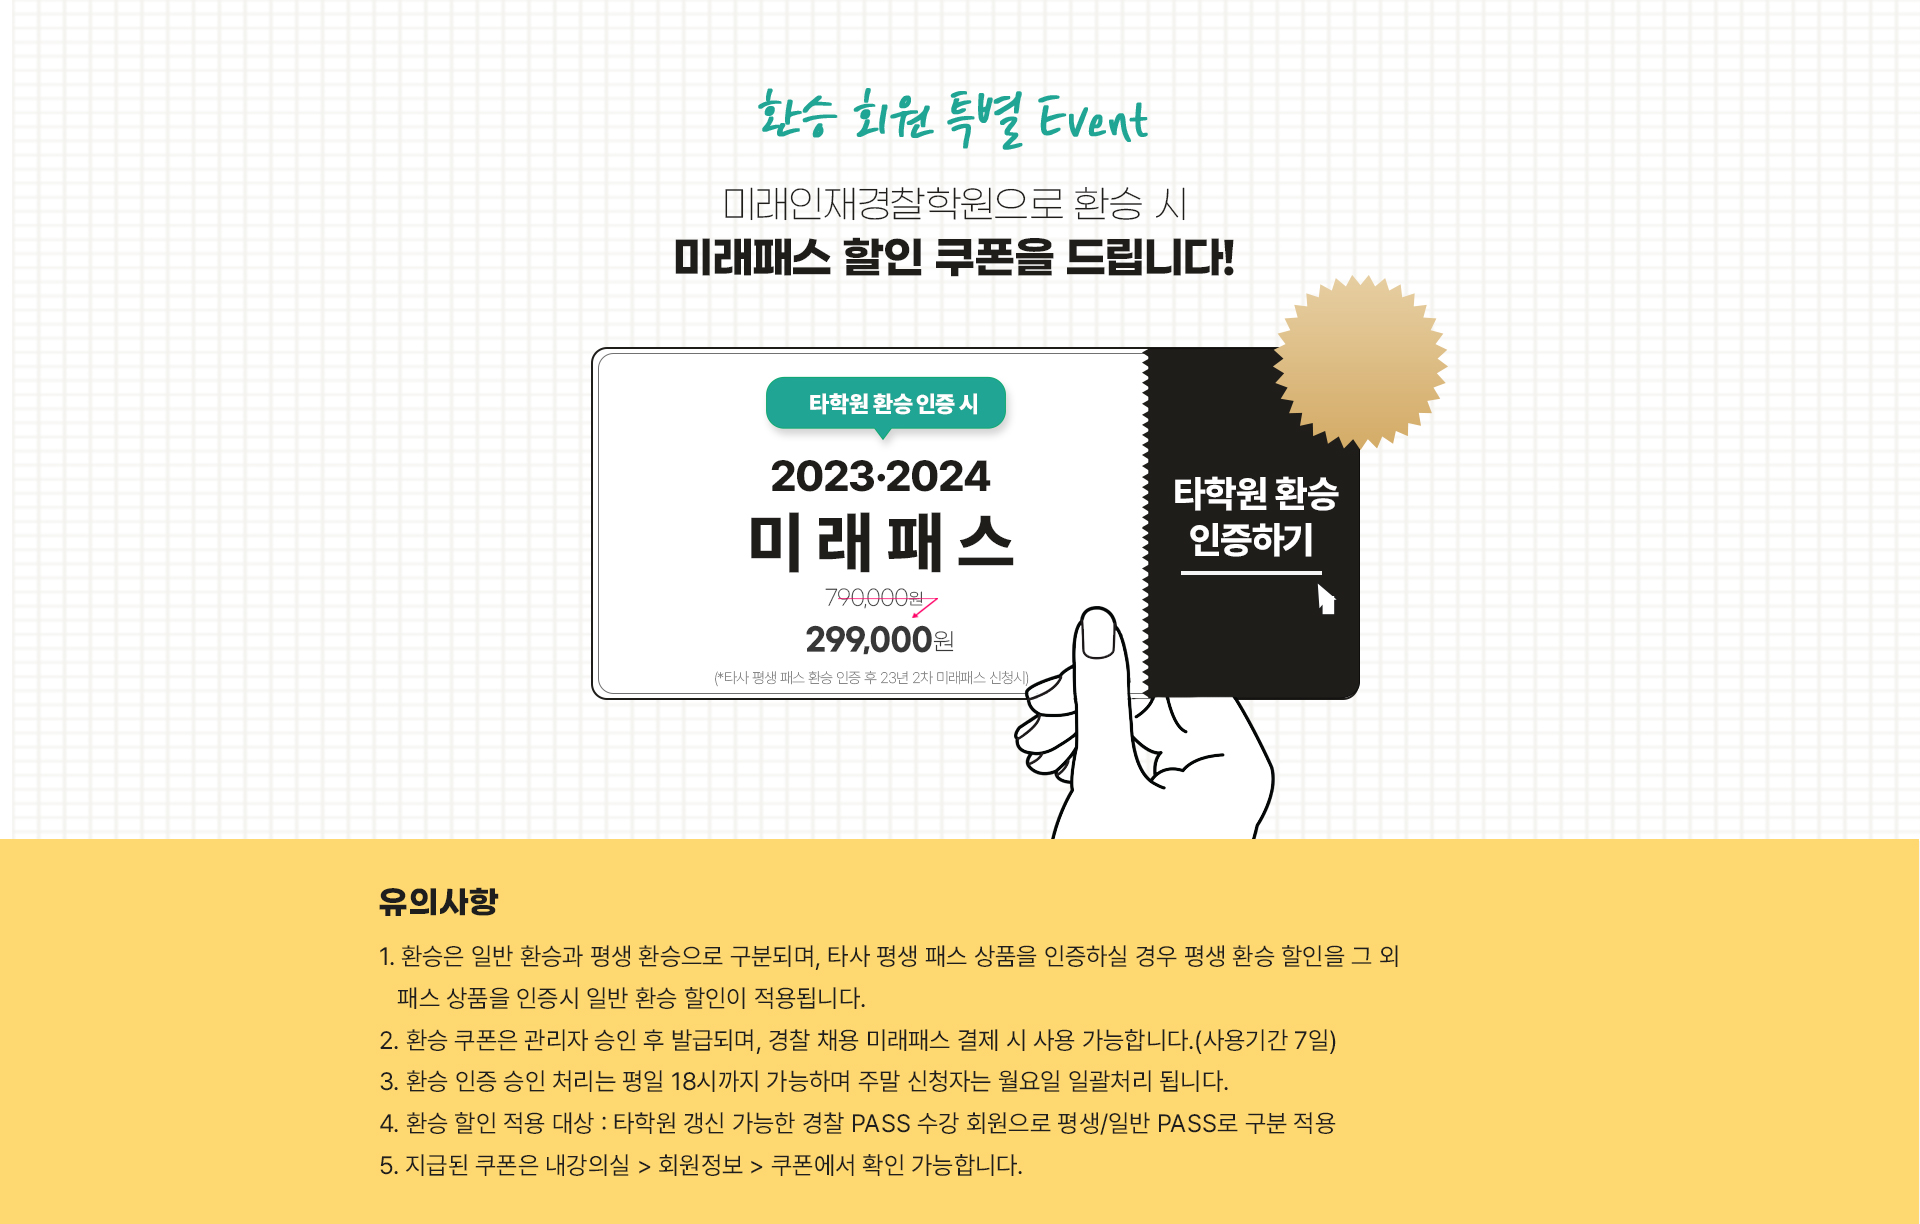 환승 회원 특별 Event
미래인재경찰학원으로 환승 시
미래패스 할인 쿠폰을 드립니다!
타학원 환승 인증 시
2023·2024
미래패스
790,000원
299,000원
(*타사 평생 패스 환승 인증 후 23년 2차 미래패스 신청시)
타학원 환승
인증하기
유의사항
1. 환승은 일반 환승과 평생 환승으로 구분되며, 타사 평생 패스 상품을 인증하실 경우 평생 환승 할인을 그 외
패스 상품을 인증시 일반 환승 할인이 적용됩니다.
2. 환승 쿠폰은 관리자 승인 후 발급되며, 경찰 채용 미래패스 결제 시 사용 가능합니다.(사용기간 7일)
3. 환승 인증 승인 처리는 평일 18시까지 가능하며 주말 신청자는 월요일 일괄처리 됩니다.
4. 환승 할인 적용 대상 : 타학원 갱신 가능한 경찰 PASS 수강 회원으로 평생/일반 PASS로 구분 적용
5. 지급된 쿠폰은 내강의실 > 회원정보 > 쿠폰에서 확인 가능합니다.